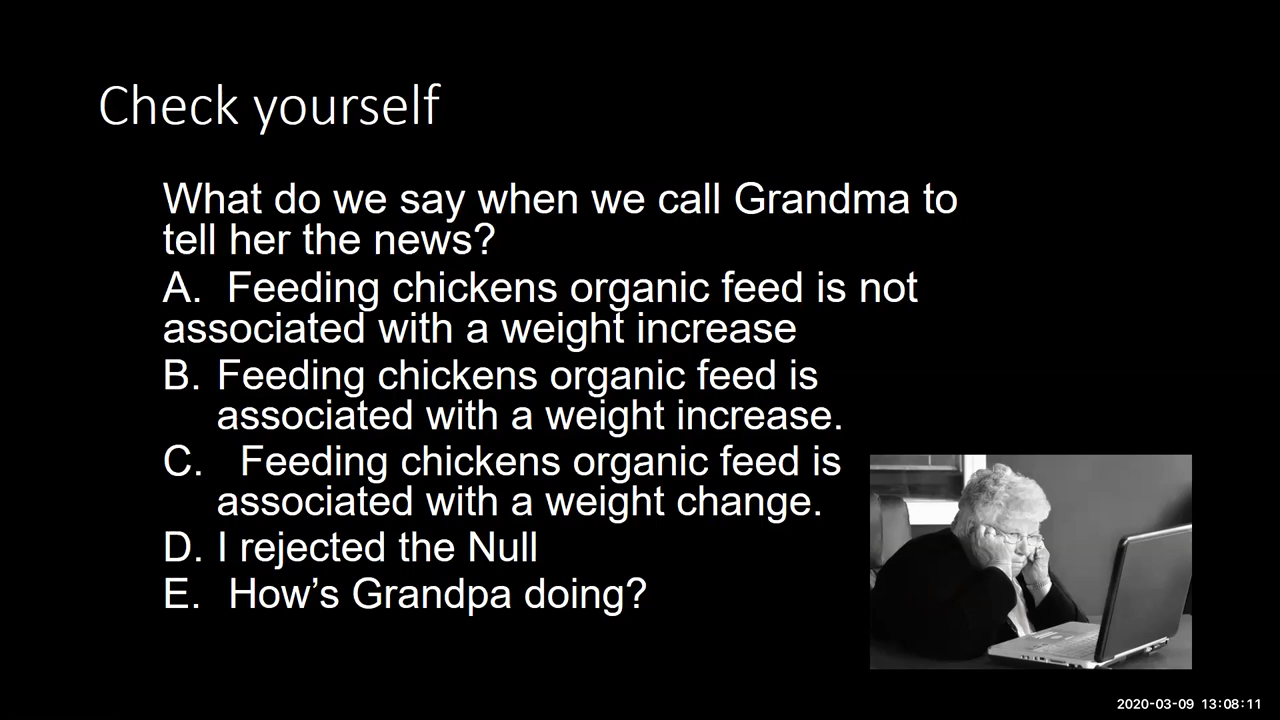 Check yourself
What do we say when we call Grandma to
tell her the news?
A. Feeding chickens organic feed is not
associated with a weight increase
B. Feeding chickens organic feed is
associated with a weight increase.
C. Feeding chickens organic feed is
associated with a weight change.
D. I rejected the Null
E. How’s Grandpa doing?
2020-03-09 13:08:11